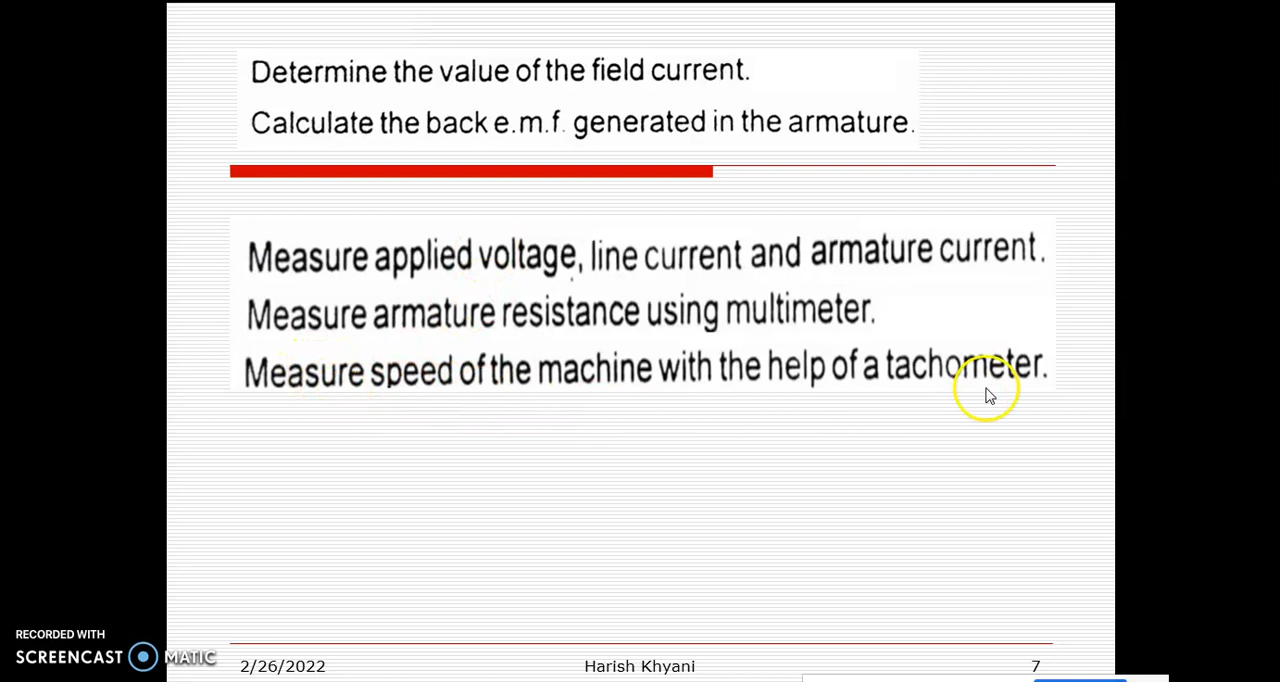 Determine the value of the field current.
Calculate the back e.m.f. generated in the armature.
Measure applied voltage, line current and armature current.
Measure armature resistance using multimeter.
Measure speed of the machine with the help of a tachometer.
RECORDED WITH
SCREENCAST MATIC
2/26/2022 Harish Khyani 7